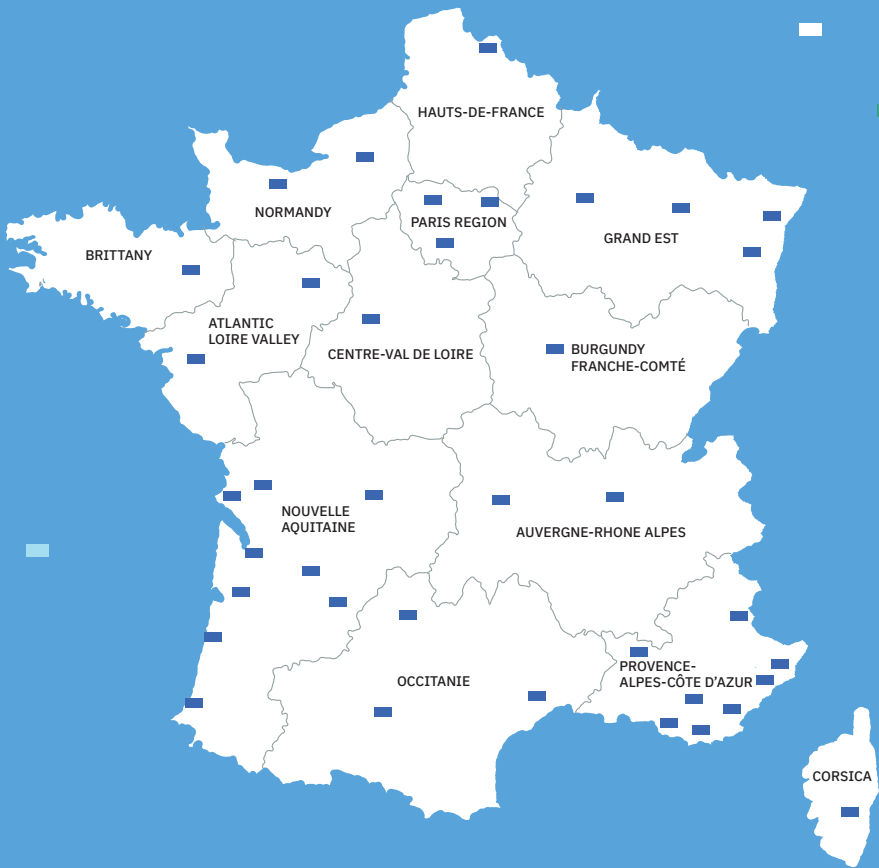 HAUTS-DE-FRANCE
NORMANDY
PARIS REGION
GRAND EST
BRITTANY
ATLANTIC
LOIRE VALLEY
CENTRE-VAL DE LOIRE
BURGUNDY
FRANCHE-COMTÉ
NOUVELLE
AQUITAINE
AUVERGNE-RHONE ALPES
OCCITANIE
PROVENCE-
ALPES-CÔTE D'AZUR
CORSICA